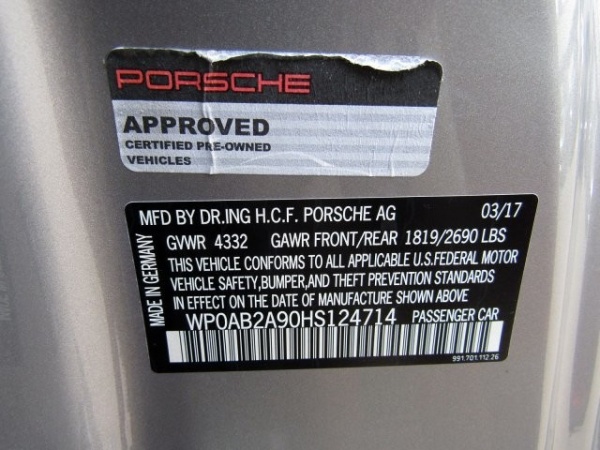 PORSCHE
APPROVED
CERTIFIED PRE-OWNED
VEHICLES
MFD BY DR.ING H.C.F. PORSCHE AG 03/17
GVWR 4332 GAWR FRONT/REAR 1819/2690 LBS
THIS VEHICLE CONFORMS TO ALL APPLICABLE U.S.FEDERAL MOTOR
VEHICLE SAFETY,BUMPER,AND THEFT PREVENTION STANDARDS
IN EFFECT ON THE DATE OF MANUFACTURE SHOWN ABOVE.
WP0AB2A90HS124714 PASSENGER CAR
991.701.112.26
MADE IN GERMANY